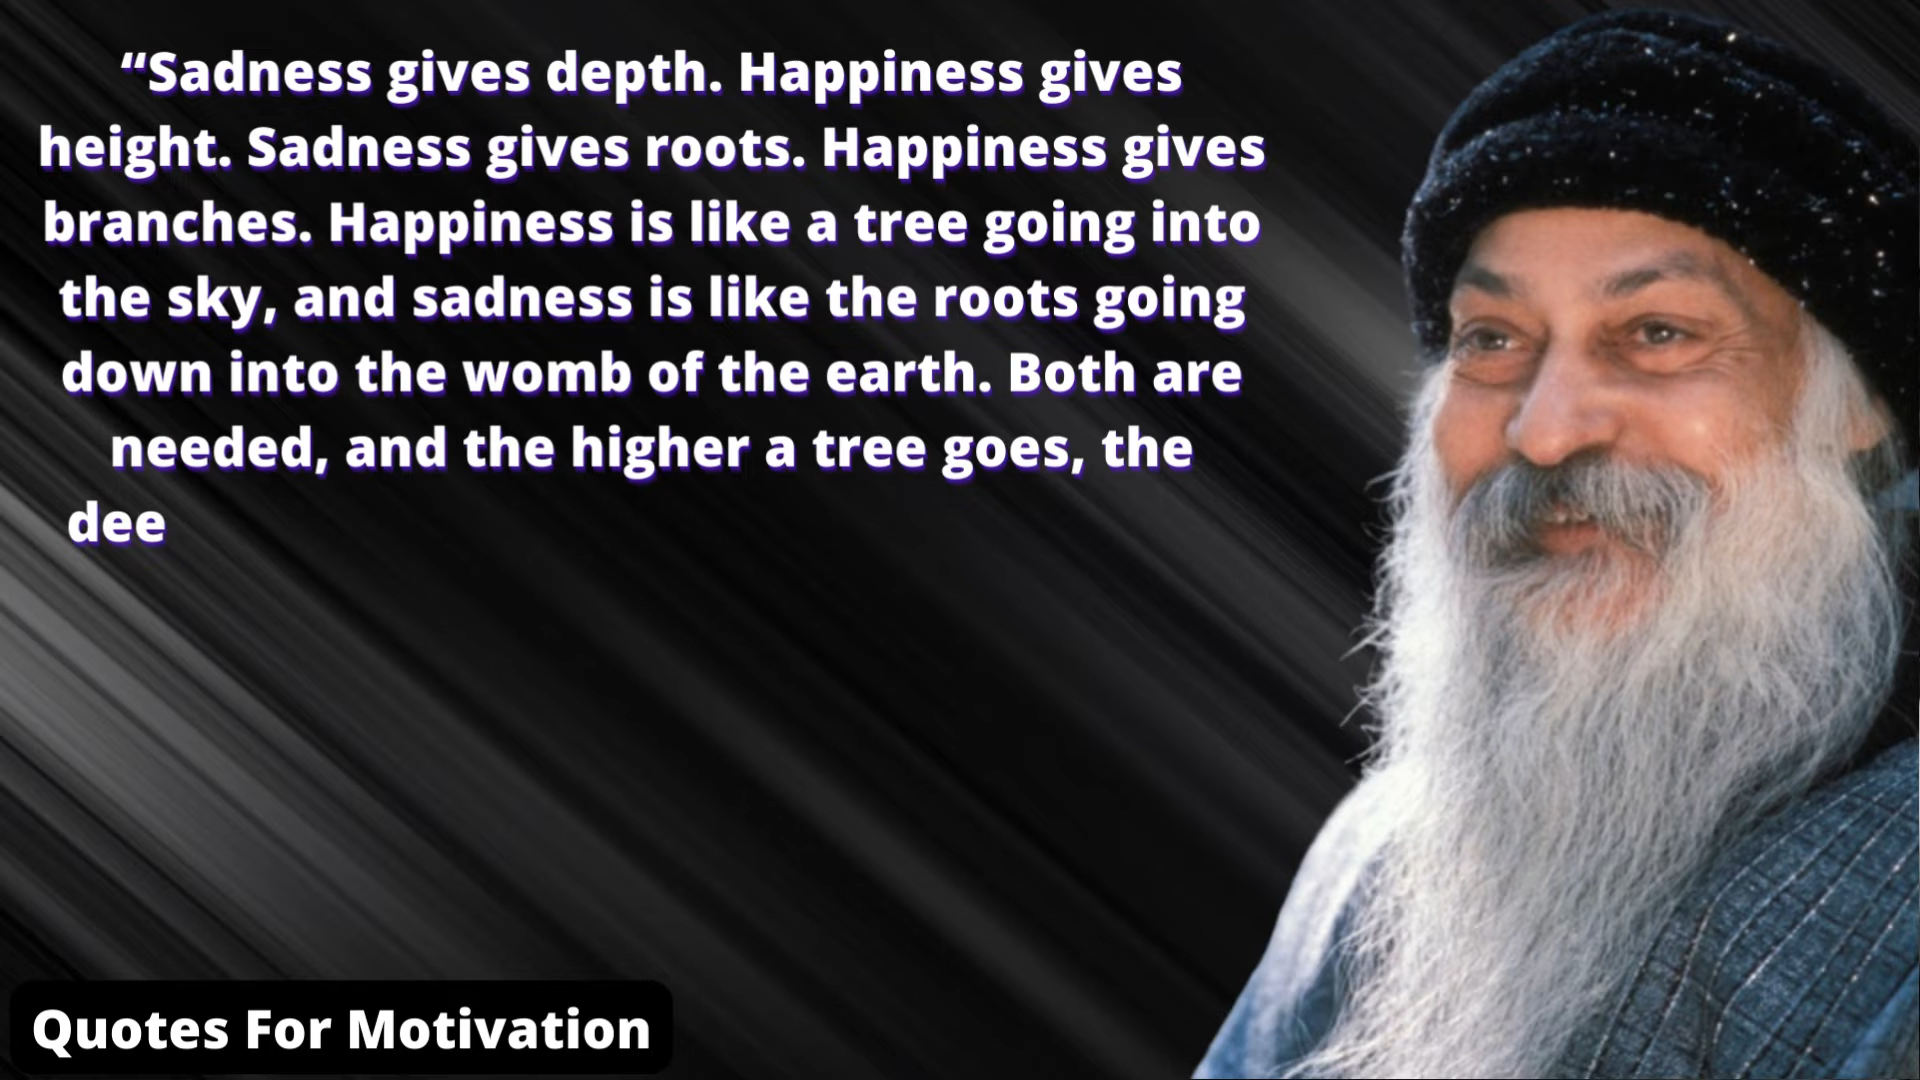 “Sadness gives depth. Happiness gives
height. Sadness gives roots. Happiness gives
branches. Happiness is like a tree going into
the sky, and sadness is like the roots going
down into the womb of the earth. Both are
needed, and the higher a tree goes, the
dee
Quotes For Motivation